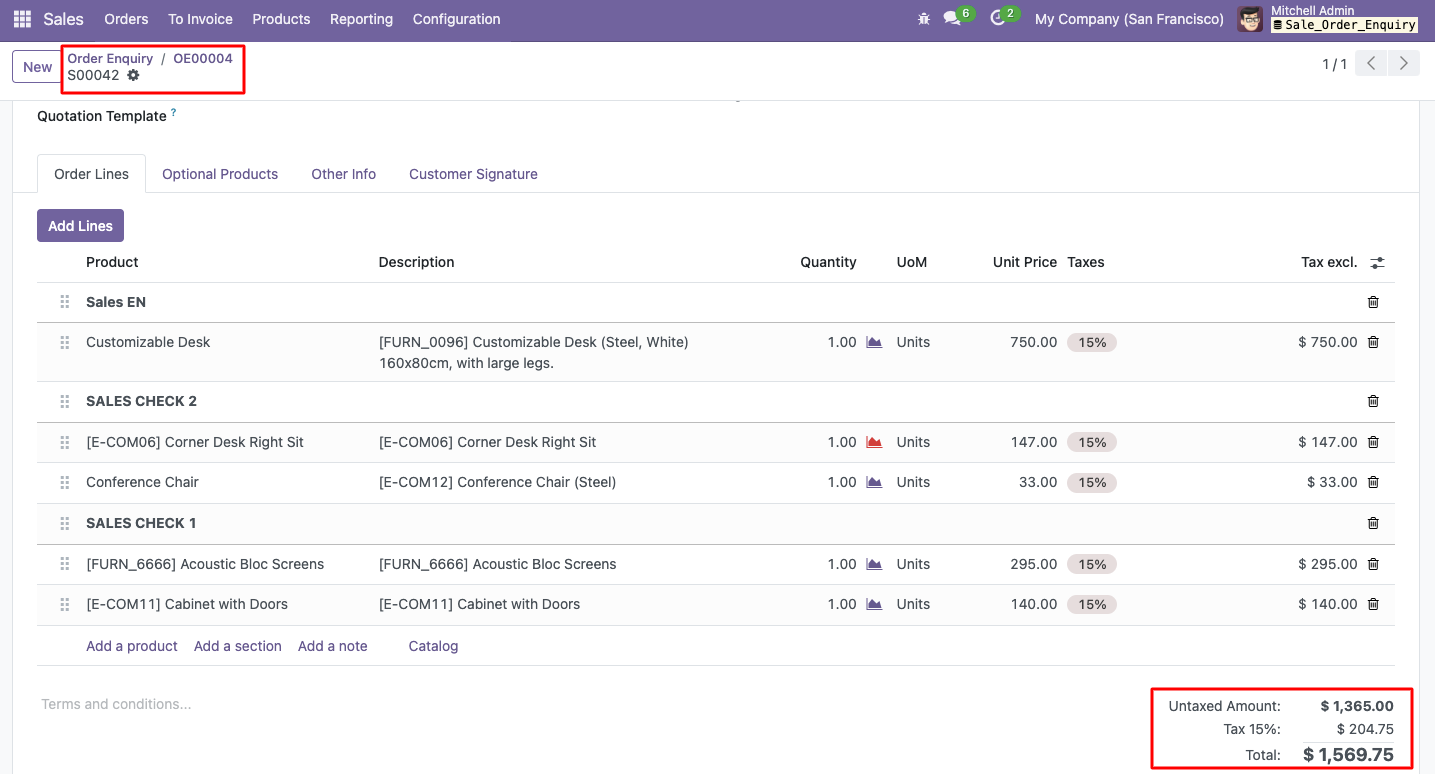 Sales Orders To Invoice Products Reporting Configuration 6 2 My Company (San Francisco) Mitchell Admin
Sale_Order_Enquiry
New Order Enquiry / OE00004
S00042
1 / 1
Quotation Template ?
Order Lines Optional Products Other Info Customer Signature
Add Lines
Product Description Quantity UoM Unit Price Taxes Tax excl.
Sales EN
Customizable Desk [FURN_0096] Customizable Desk (Steel, White) 1.00 Units 750.00 15% $ 750.00
160x80cm, with large legs.
SALES CHECK 2
[E-COM06] Corner Desk Right Sit [E-COM06] Corner Desk Right Sit 1.00 Units 147.00 15% $ 147.00
Conference Chair [E-COM12] Conference Chair (Steel) 1.00 Units 33.00 15% $ 33.00
SALES CHECK 1
[FURN_6666] Acoustic Bloc Screens [FURN_6666] Acoustic Bloc Screens 1.00 Units 295.00 15% $ 295.00
[E-COM11] Cabinet with Doors [E-COM11] Cabinet with Doors 1.00 Units 140.00 15% $ 140.00
Add a product Add a section Add a note Catalog
Terms and conditions...
Untaxed Amount: $ 1,365.00
Tax 15%: $ 204.75
Total: $ 1,569.75